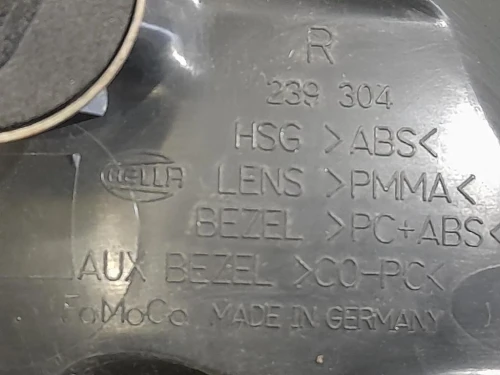 R
239 304
HSG >ABS<
HELLA LENS >PMMA<
BEZEL >PC+ABS<
AUX BEZEL >CO-PC<
FoMoCo MADE IN GERMANY